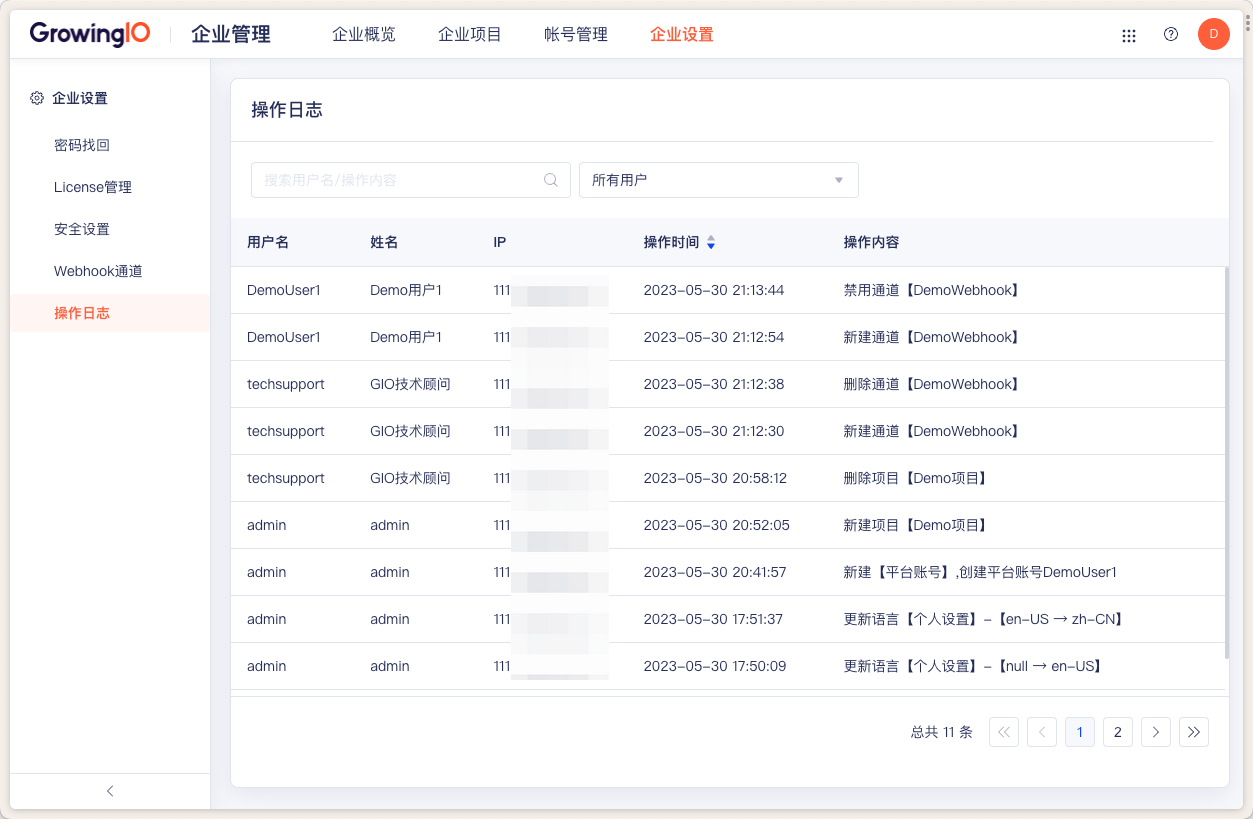 GrowingIO 企业管理 企业概览 企业项目 帐号管理 企业设置 D
企业设置
密码找回
License管理
安全设置
Webhook通道
操作日志
操作日志
搜索用户名/操作内容 所有用户
用户名 姓名 IP 操作时间 操作内容
DemoUser1 Demo用户1 111 2023-05-30 21:13:44 禁用通道【DemoWebhook】
DemoUser1 Demo用户1 111 2023-05-30 21:12:54 新建通道【DemoWebhook】
techsupport GIO技术顾问 111 2023-05-30 21:12:38 删除通道【DemoWebhook】
techsupport GIO技术顾问 111 2023-05-30 21:12:30 新建通道【DemoWebhook】
techsupport GIO技术顾问 111 2023-05-30 20:58:12 删除项目【Demo项目】
admin admin 111 2023-05-30 20:52:05 新建项目【Demo项目】
admin admin 111 2023-05-30 20:41:57 新建【平台账号】,创建平台账号DemoUser1
admin admin 111 2023-05-30 17:51:37 更新语言【个人设置】-【en-US → zh-CN】
admin admin 111 2023-05-30 17:50:09 更新语言【个人设置】-【null → en-US】
总共 11 条 1 2